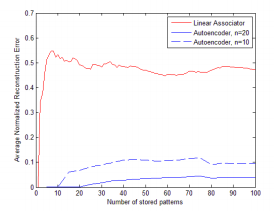 0.7
Linear Associator
Autoencoder, n=20
Autoencoder, n=10
0.6
0.5
0.4
0.3
0.2
0.1
0
Average Normalized Reconstruction Error
0 10 20 30 40 50 60 70 80 90 100
Number of stored patterns